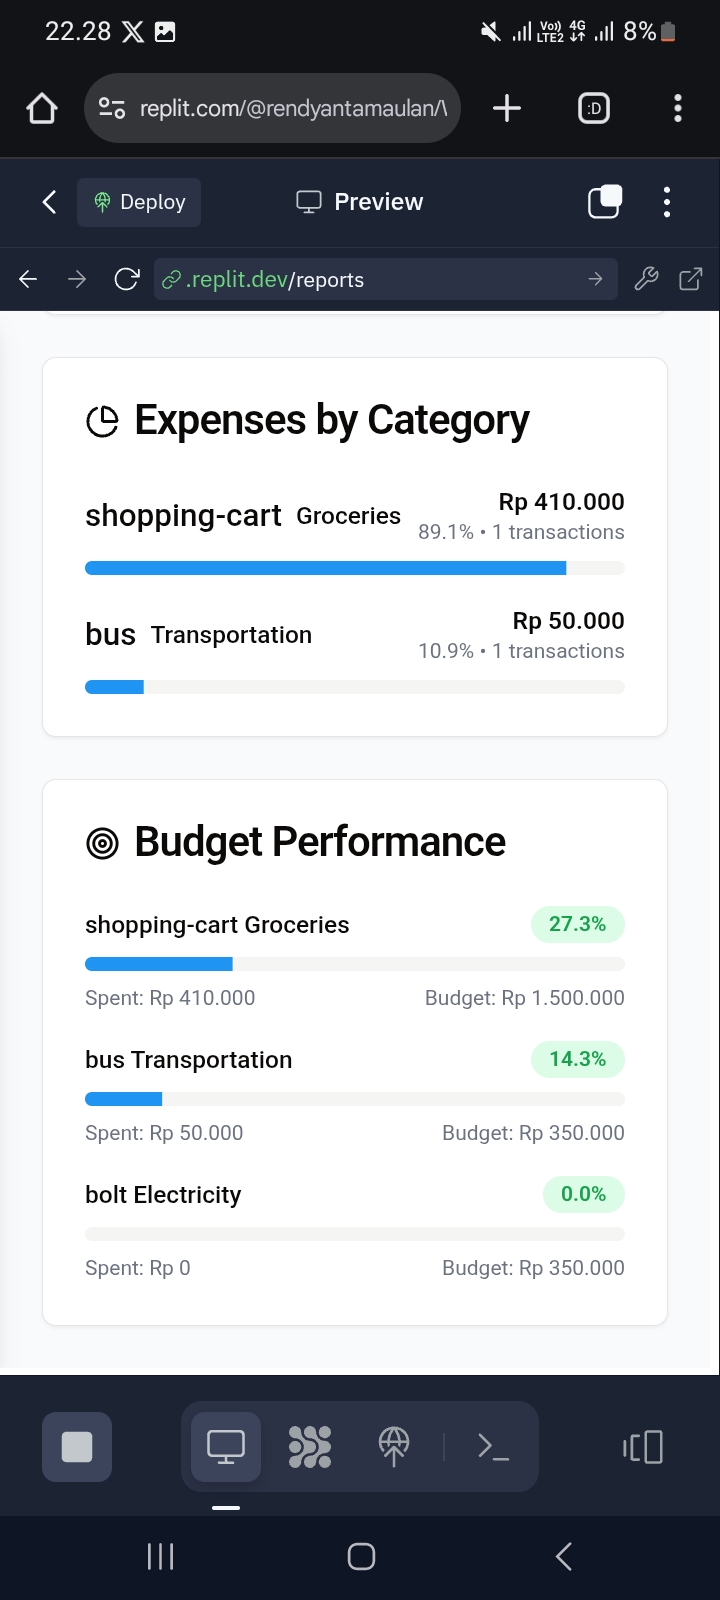 22.28
Vo)) LTE2 4G 8%
replit.com/@rendyantamaulan/\
:D
Deploy
Preview
.replit.dev/reports
Expenses by Category
shopping-cart Groceries
Rp 410.000
89.1% • 1 transactions
bus Transportation
Rp 50.000
10.9% • 1 transactions
Budget Performance
shopping-cart Groceries 27.3%
Spent: Rp 410.000 Budget: Rp 1.500.000
bus Transportation 14.3%
Spent: Rp 50.000 Budget: Rp 350.000
bolt Electricity 0.0%
Spent: Rp 0 Budget: Rp 350.000